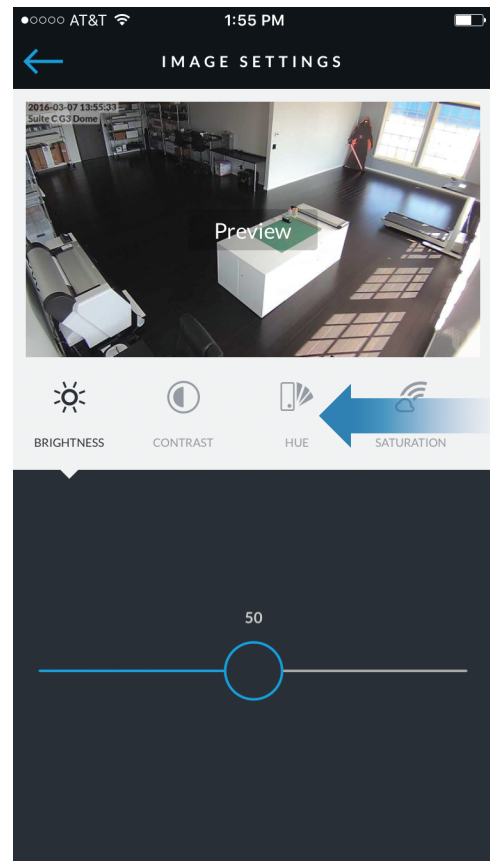 AT&T 1:55 PM
IMAGE SETTINGS
2016-03-07 13:55:33
Suite C G3 Dome
Preview
BRIGHTNESS CONTRAST HUE SATURATION
50